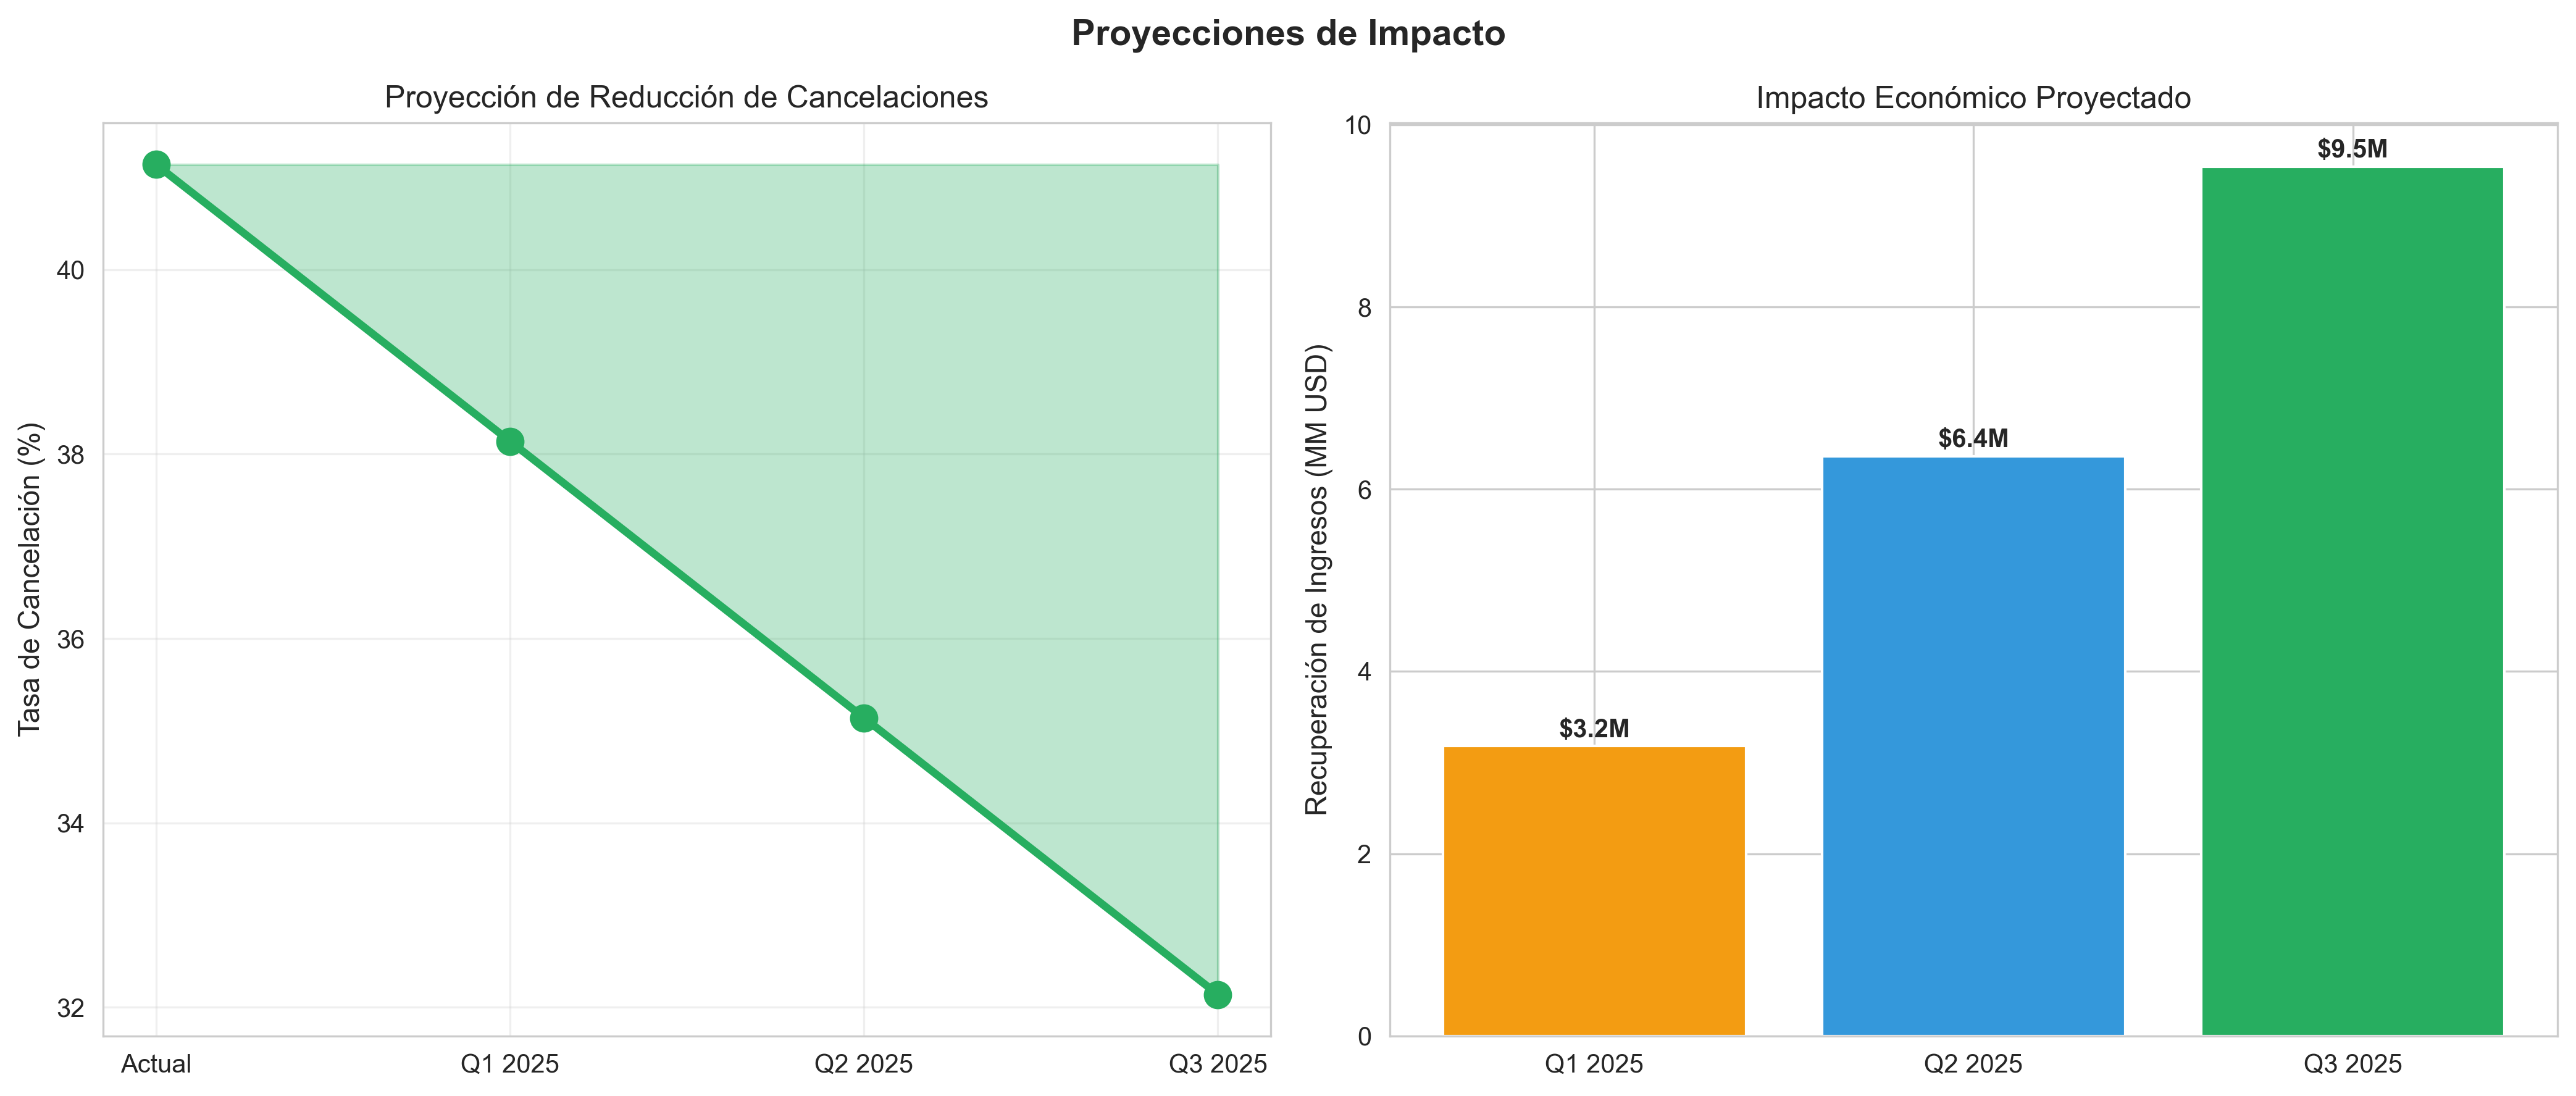 Proyecciones de Impacto
Proyección de Reducción de Cancelaciones
Tasa de Cancelación (%)
40
38
36
34
32
Actual
Q1 2025
Q2 2025
Q3 2025
Impacto Económico Proyectado
Recuperación de Ingresos (MM USD)
10
8
6
4
2
0
$3.2M
$6.4M
$9.5M
Q1 2025
Q2 2025
Q3 2025